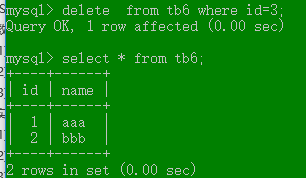 mysql> delete  from tb6 where id=3;
Query OK, 1 row affected (0.00 sec)
mysql> select * from tb6;
+----+------+
| id | name |
+----+------+
|  1 | aaa  |
|  2 | bbb  |
+----+------+
2 rows in set (0.00 sec)